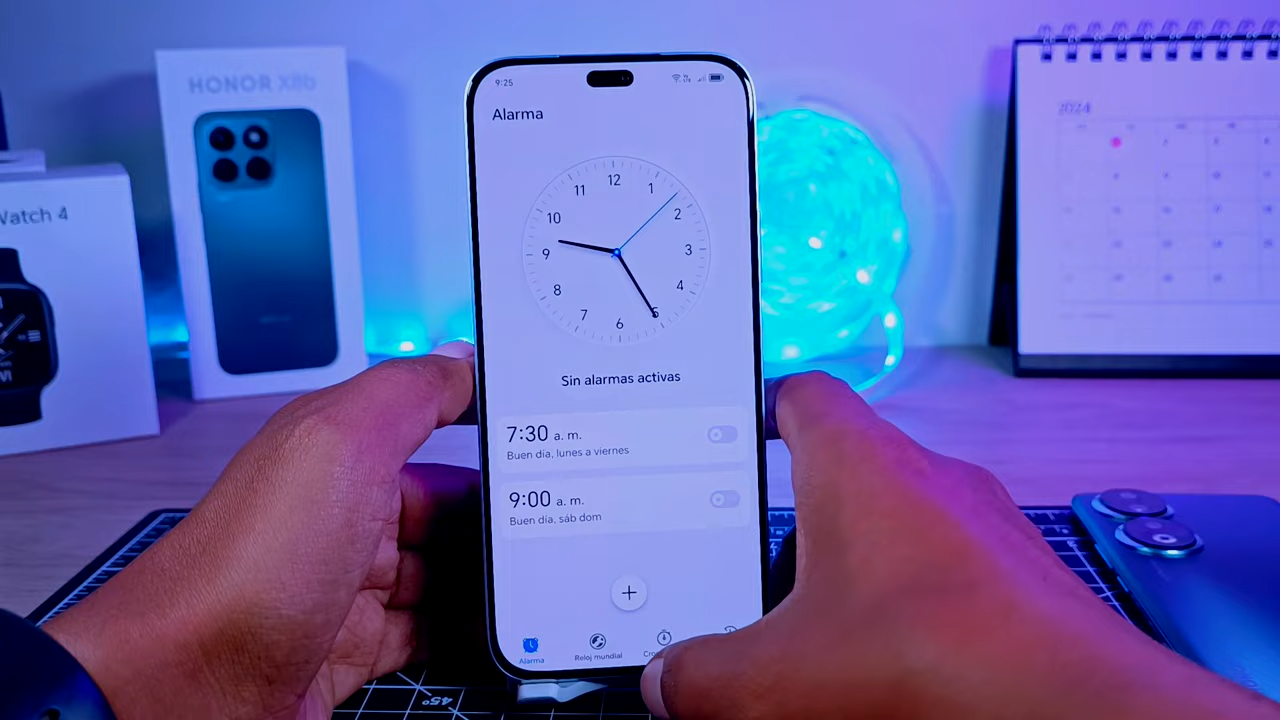 HONOR X8b
Watch 4
9:25
Alarma
12
1
2
3
4
5
6
7
8
9
10
11
Sin alarmas activas
7:30 a. m.
Buen día, lunes a viernes
9:00 a. m.
Buen día, sáb dom
+
Alarma
Reloj mundial
2024
45°